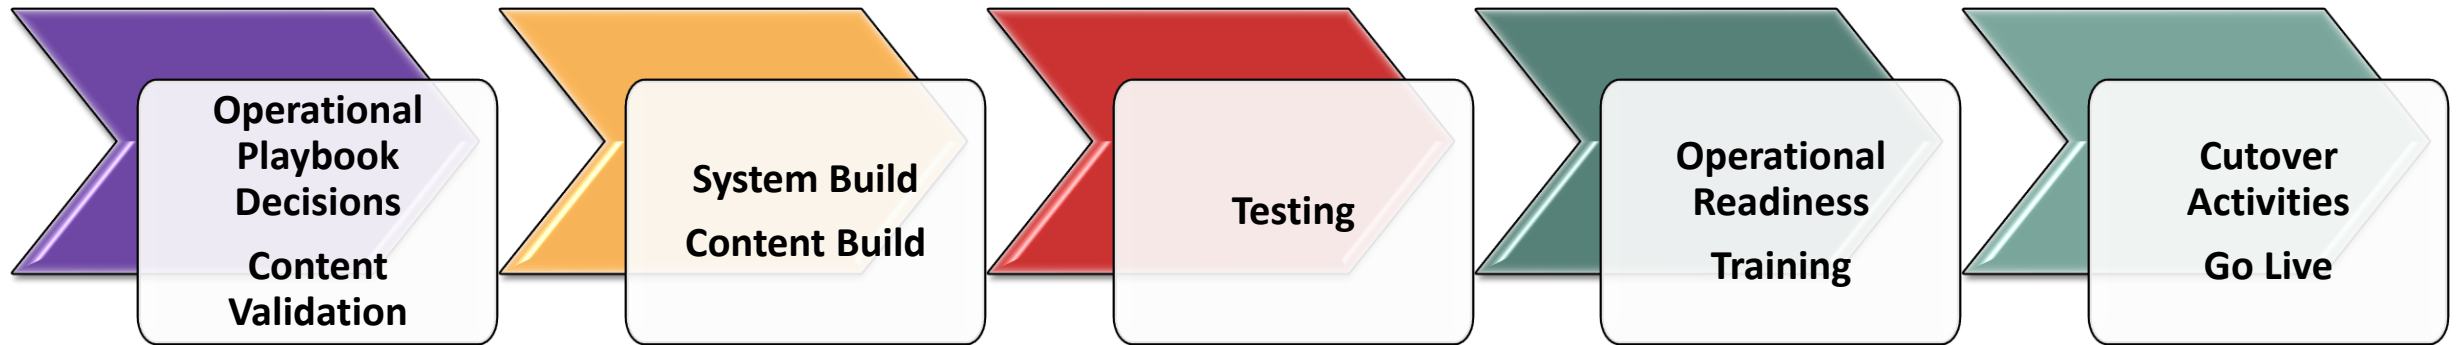 Operational
Playbook
Decisions
Content
Validation
System Build
Content Build
Testing
Operational
Readiness
Training
Cutover
Activities
Go Live